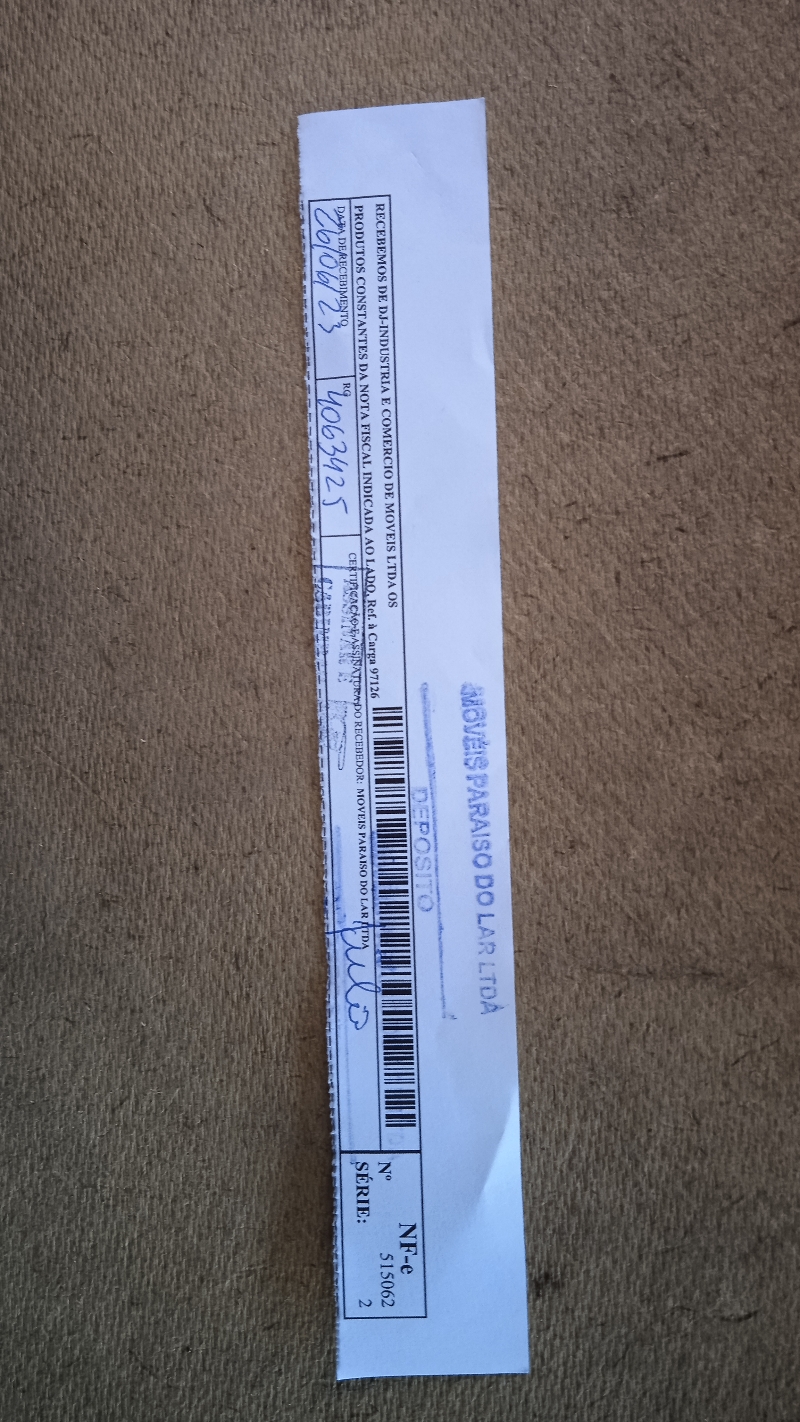 MOVÉIS PARAISO DO LAR LTDA
DEPOSITO
RECEBEMOS DE DJ-INDUSTRIA E COMERCIO DE MOVEIS LTDA OS
PRODUTOS CONSTANTES DA NOTA FISCAL INDICADA AO LADO, Ref. à Carga 97126
DATA DE RECEBIMENTO
26/06/23
RG
4063425
CERTIFICAÇÃO E ASSINATURA DO RECEBEDOR: MOVEIS PARAISO DO LAR LTDA
NF-e
Nº 515062
SÉRIE: 2